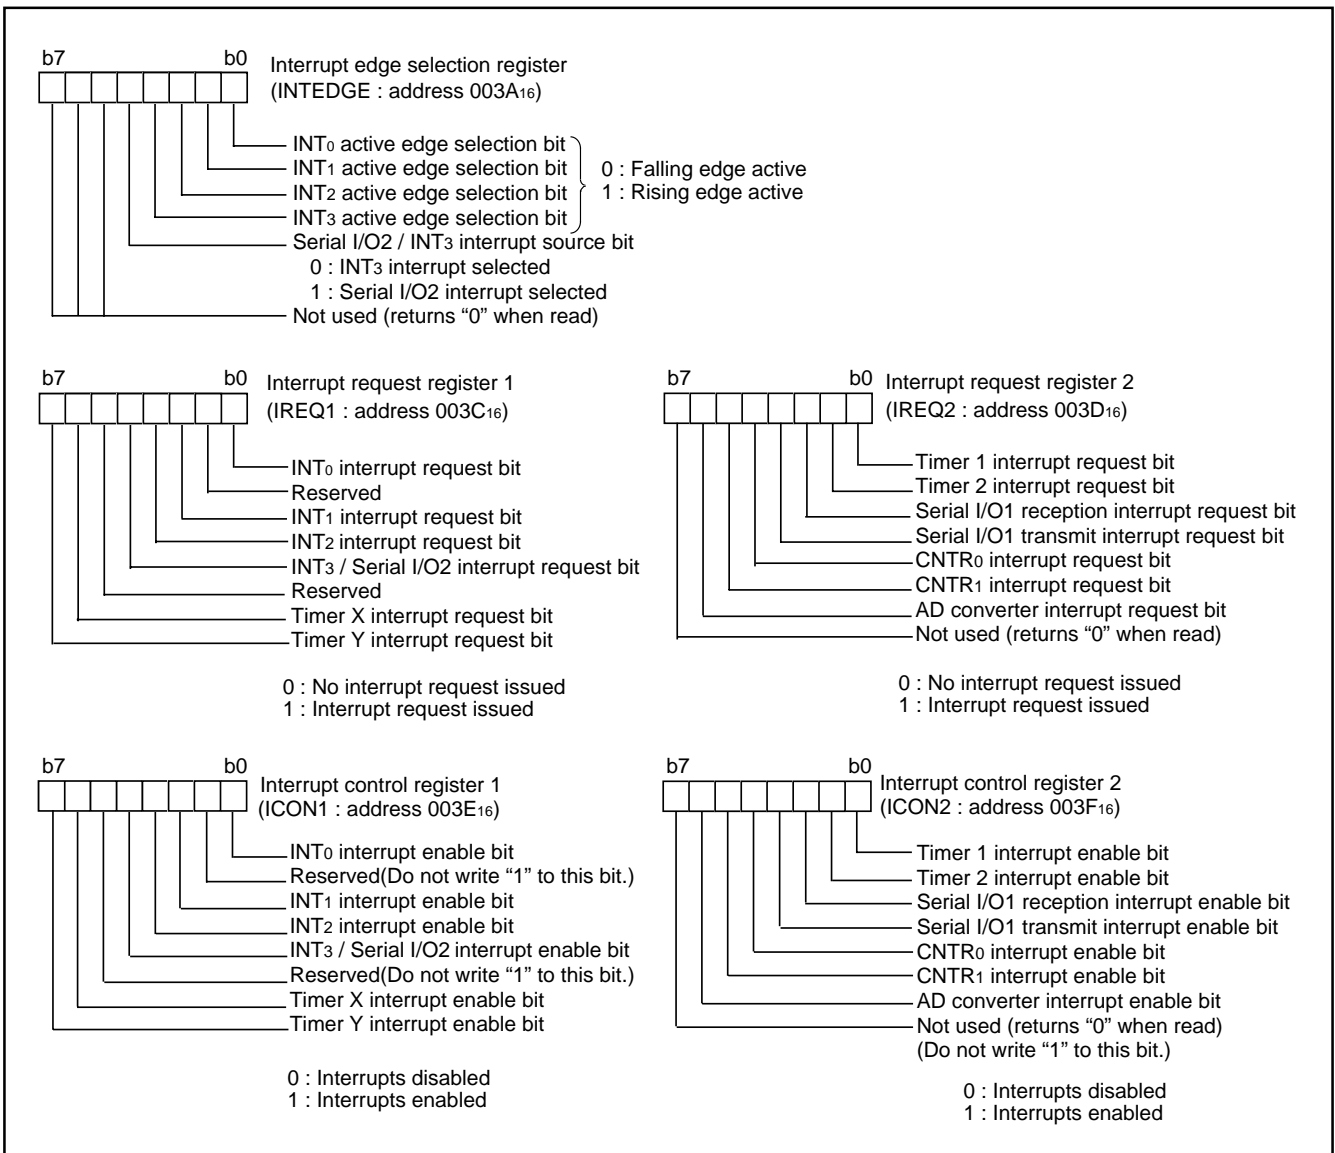 b7 b0
Interrupt edge selection register
(INTEDGE : address 003A16)
INT0 active edge selection bit
INT1 active edge selection bit
INT2 active edge selection bit
INT3 active edge selection bit
0 : Falling edge active
1 : Rising edge active
Serial I/O2 / INT3 interrupt source bit
0 : INT3 interrupt selected
1 : Serial I/O2 interrupt selected
Not used (returns “0” when read)
b7 b0
Interrupt request register 1
(IREQ1 : address 003C16)
INT0 interrupt request bit
Reserved
INT1 interrupt request bit
INT2 interrupt request bit
INT3 / Serial I/O2 interrupt request bit
Reserved
Timer X interrupt request bit
Timer Y interrupt request bit
0 : No interrupt request issued
1 : Interrupt request issued
b7 b0
Interrupt request register 2
(IREQ2 : address 003D16)
Timer 1 interrupt request bit
Timer 2 interrupt request bit
Serial I/O1 reception interrupt request bit
Serial I/O1 transmit interrupt request bit
CNTR0 interrupt request bit
CNTR1 interrupt request bit
AD converter interrupt request bit
Not used (returns “0” when read)
0 : No interrupt request issued
1 : Interrupt request issued
b7 b0
Interrupt control register 1
(ICON1 : address 003E16)
INT0 interrupt enable bit
Reserved(Do not write “1” to this bit.)
INT1 interrupt enable bit
INT2 interrupt enable bit
INT3 / Serial I/O2 interrupt enable bit
Reserved(Do not write “1” to this bit.)
Timer X interrupt enable bit
Timer Y interrupt enable bit
0 : Interrupts disabled
1 : Interrupts enabled
b7 b0
Interrupt control register 2
(ICON2 : address 003F16)
Timer 1 interrupt enable bit
Timer 2 interrupt enable bit
Serial I/O1 reception interrupt enable bit
Serial I/O1 transmit interrupt enable bit
CNTR0 interrupt enable bit
CNTR1 interrupt enable bit
AD converter interrupt enable bit
Not used (returns “0” when read)
(Do not write “1” to this bit.)
0 : Interrupts disabled
1 : Interrupts enabled